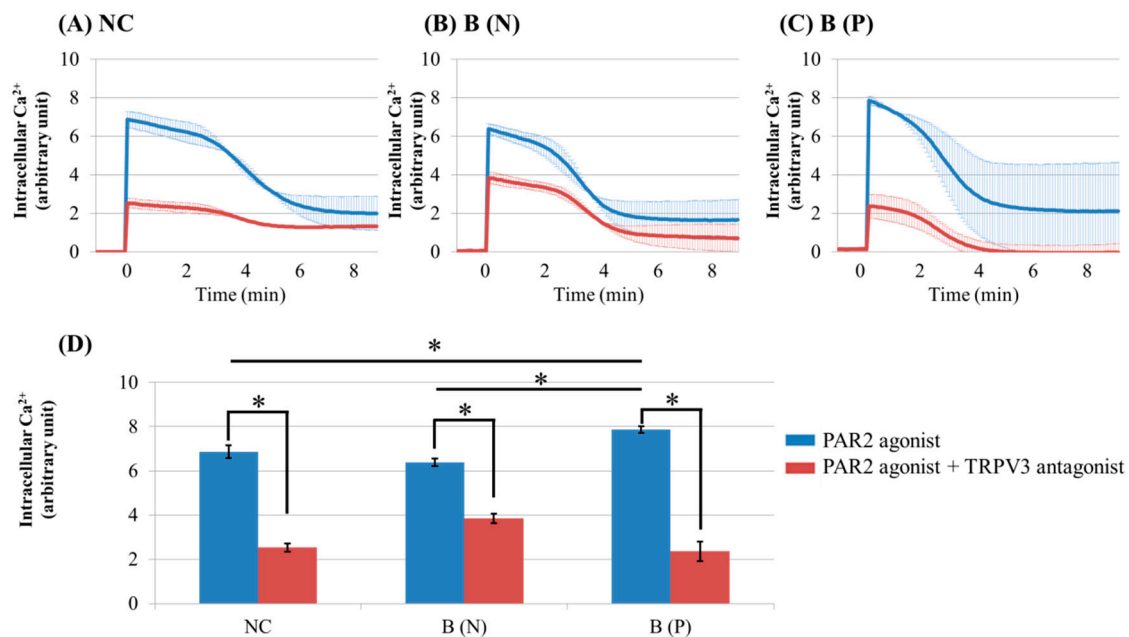 (A) NC
(B) B (N)
(C) B (P)
Intracellular Ca²⁺
(arbitrary unit)
10
8
6
4
2
0
0
2
4
6
8
Time (min)
Intracellular Ca²⁺
(arbitrary unit)
10
8
6
4
2
0
0
2
4
6
8
Time (min)
Intracellular Ca²⁺
(arbitrary unit)
10
8
6
4
2
0
0
2
4
6
8
Time (min)
(D)
Intracellular Ca²⁺
(arbitrary unit)
10
8
6
4
2
0
*
*
*
*
*
NC
B (N)
B (P)
PAR2 agonist
PAR2 agonist + TRPV3 antagonist